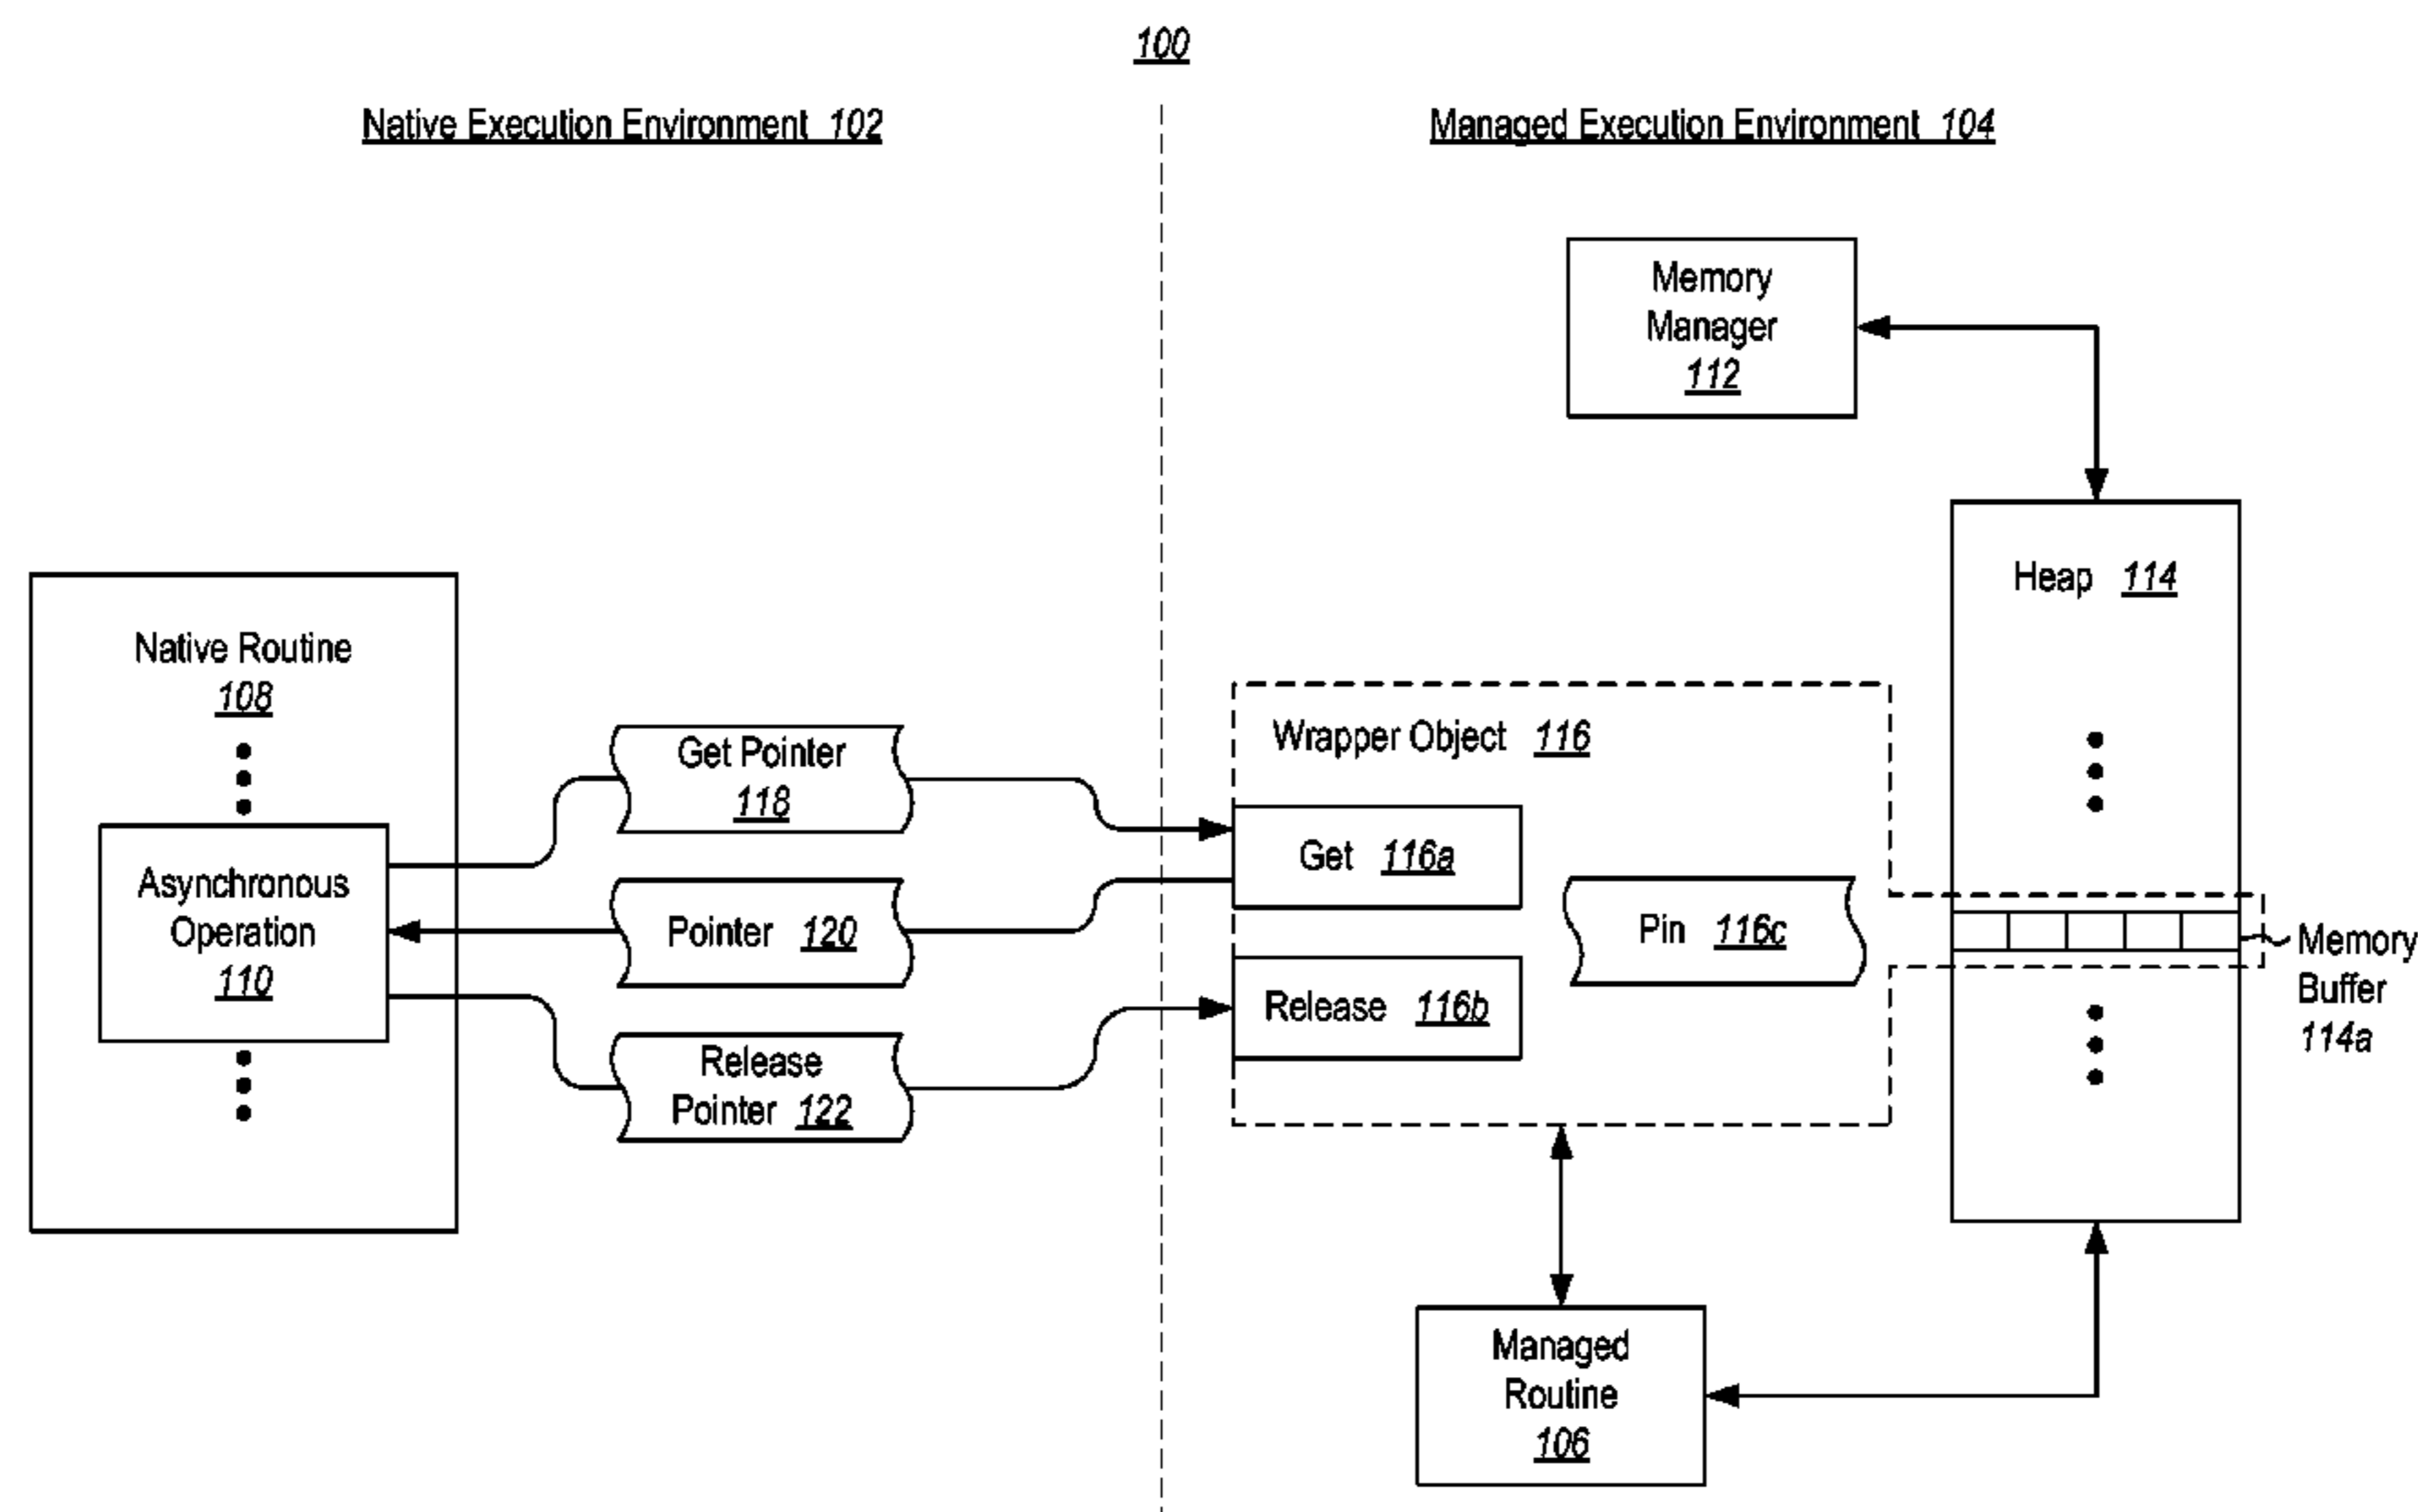 100
Native Execution Environment 102
Managed Execution Environment 104
Memory
Manager
112
Heap 114
Native Routine
108
Get Pointer
118
Wrapper Object 116
Asynchronous
Operation
110
Get 116a
Pointer 120
Pin 116c
Memory
Buffer
114a
Release 116b
Release
Pointer 122
Managed
Routine
106